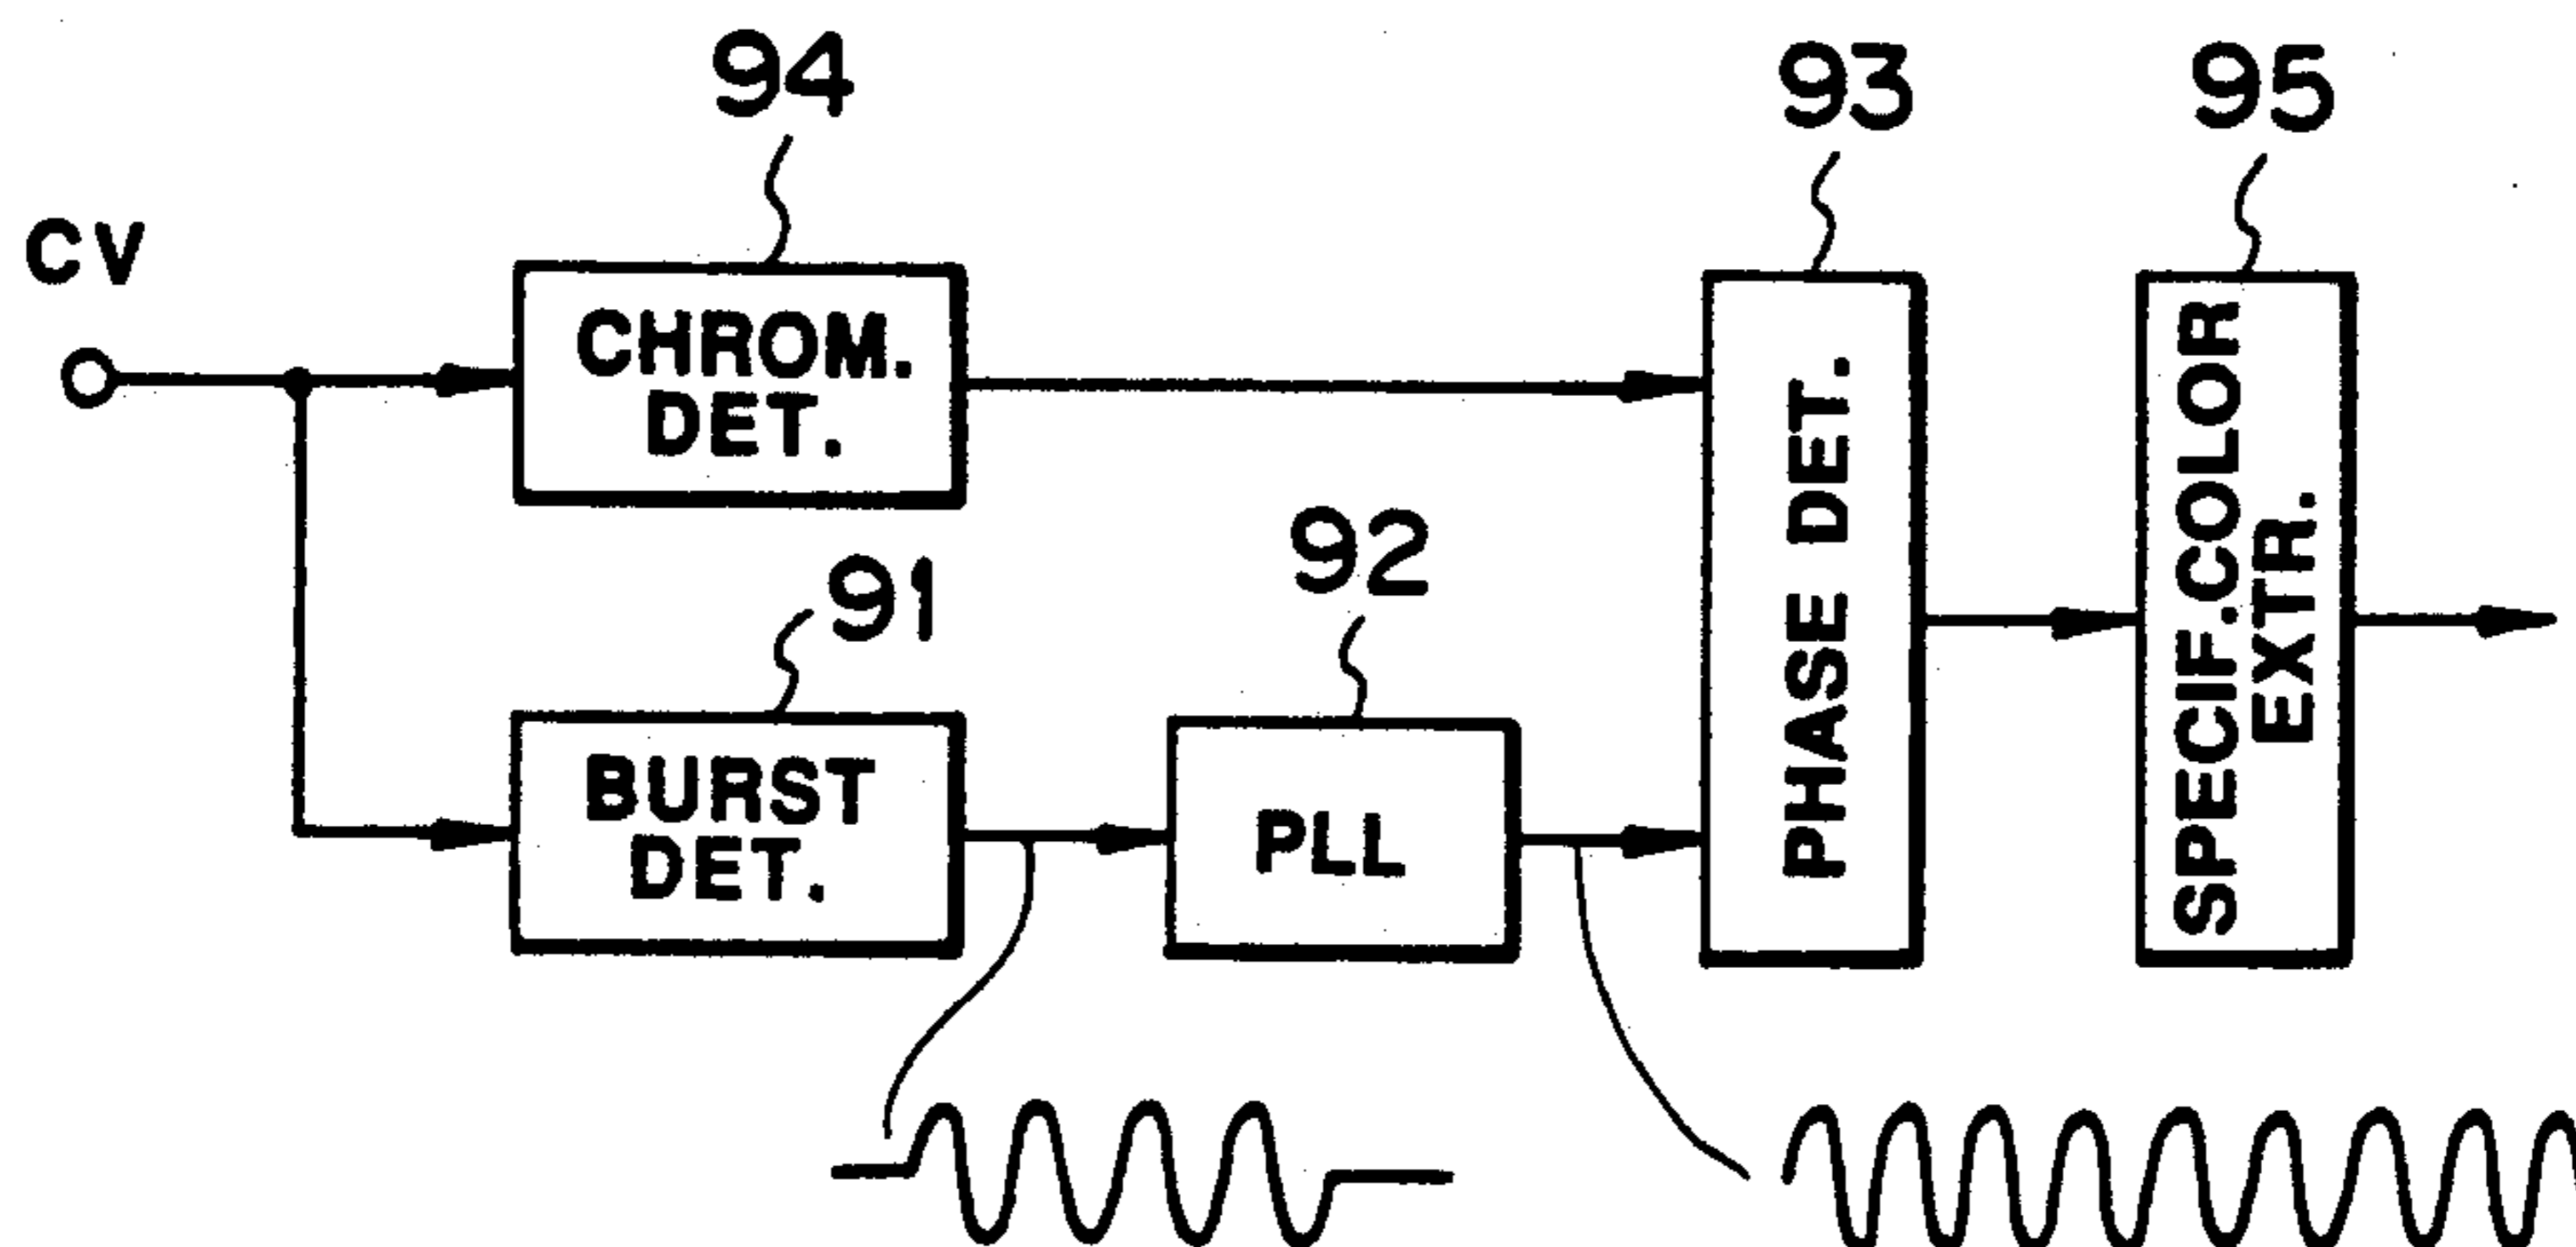 94
93
95
CV
CHROM.
DET.
91
92
BURST
DET.
PLL
PHASE DET.
SPECIF.COLOR
EXTR.